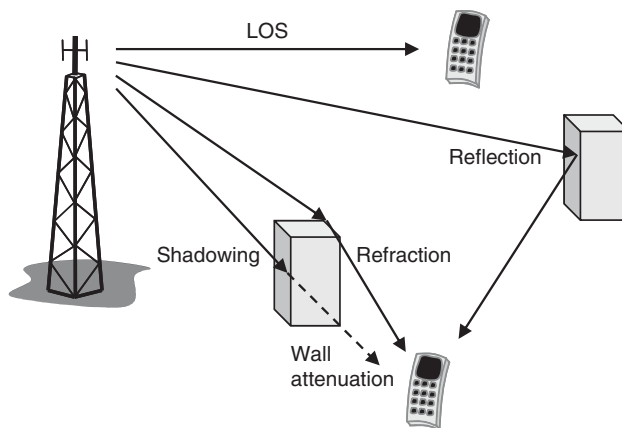 LOS
Reflection
Shadowing
Refraction
Wall
attenuation